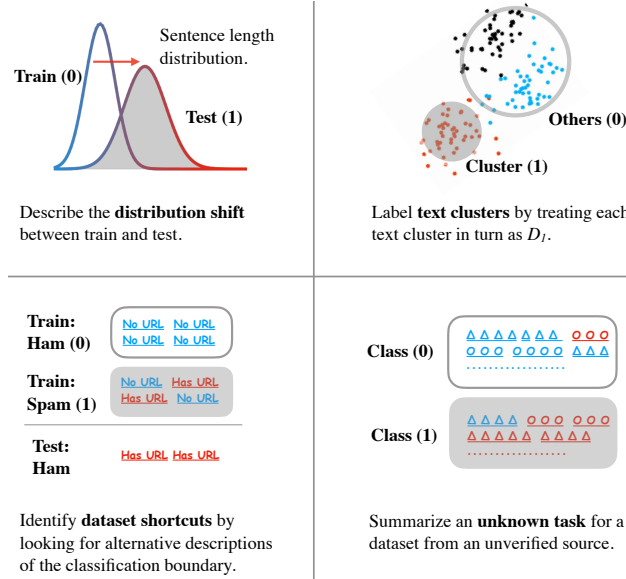 Sentence length
distribution.
Train (0)
Test (1)
Describe the distribution shift
between train and test.
Others (0)
Cluster (1)
Label text clusters by treating each
text cluster in turn as D₁.
Train:
Ham (0)
No URL No URL
No URL No URL
Train:
Spam (1)
No URL Has URL
Has URL No URL
Test:
Ham
Has URL Has URL
Identify dataset shortcuts by
looking for alternative descriptions
of the classification boundary.
Class (0)
Δ Δ Δ Δ Δ Δ Δ O O O
O O O O O O O Δ Δ Δ
..................
Class (1)
Δ Δ Δ Δ O O O O O O
Δ Δ Δ Δ Δ Δ Δ Δ Δ
..................
Summarize an unknown task for a
dataset from an unverified source.